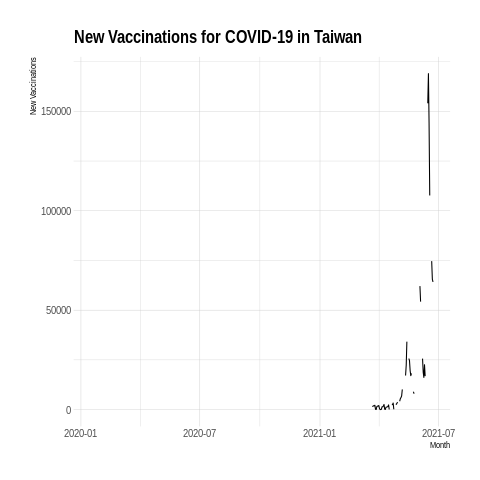 New Vaccinations for COVID-19 in Taiwan
New Vaccinations
150000
100000
50000
0
2020-01
2020-07
2021-01
2021-07
Month